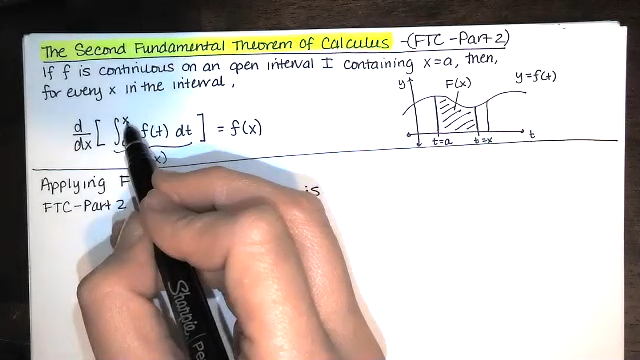 The Second Fundamental Theorem of Calculus - (FTC - Part 2)
If f is continuous on an open interval I containing x=a, then,
for every x in the interval,
d/dx [ ∫ˣ f(t) dt ] = f(x)
x)
y
F(x)
y=f(t)
t=a
t=x
t
Applying F
is
FTC-Part 2
Sharpie